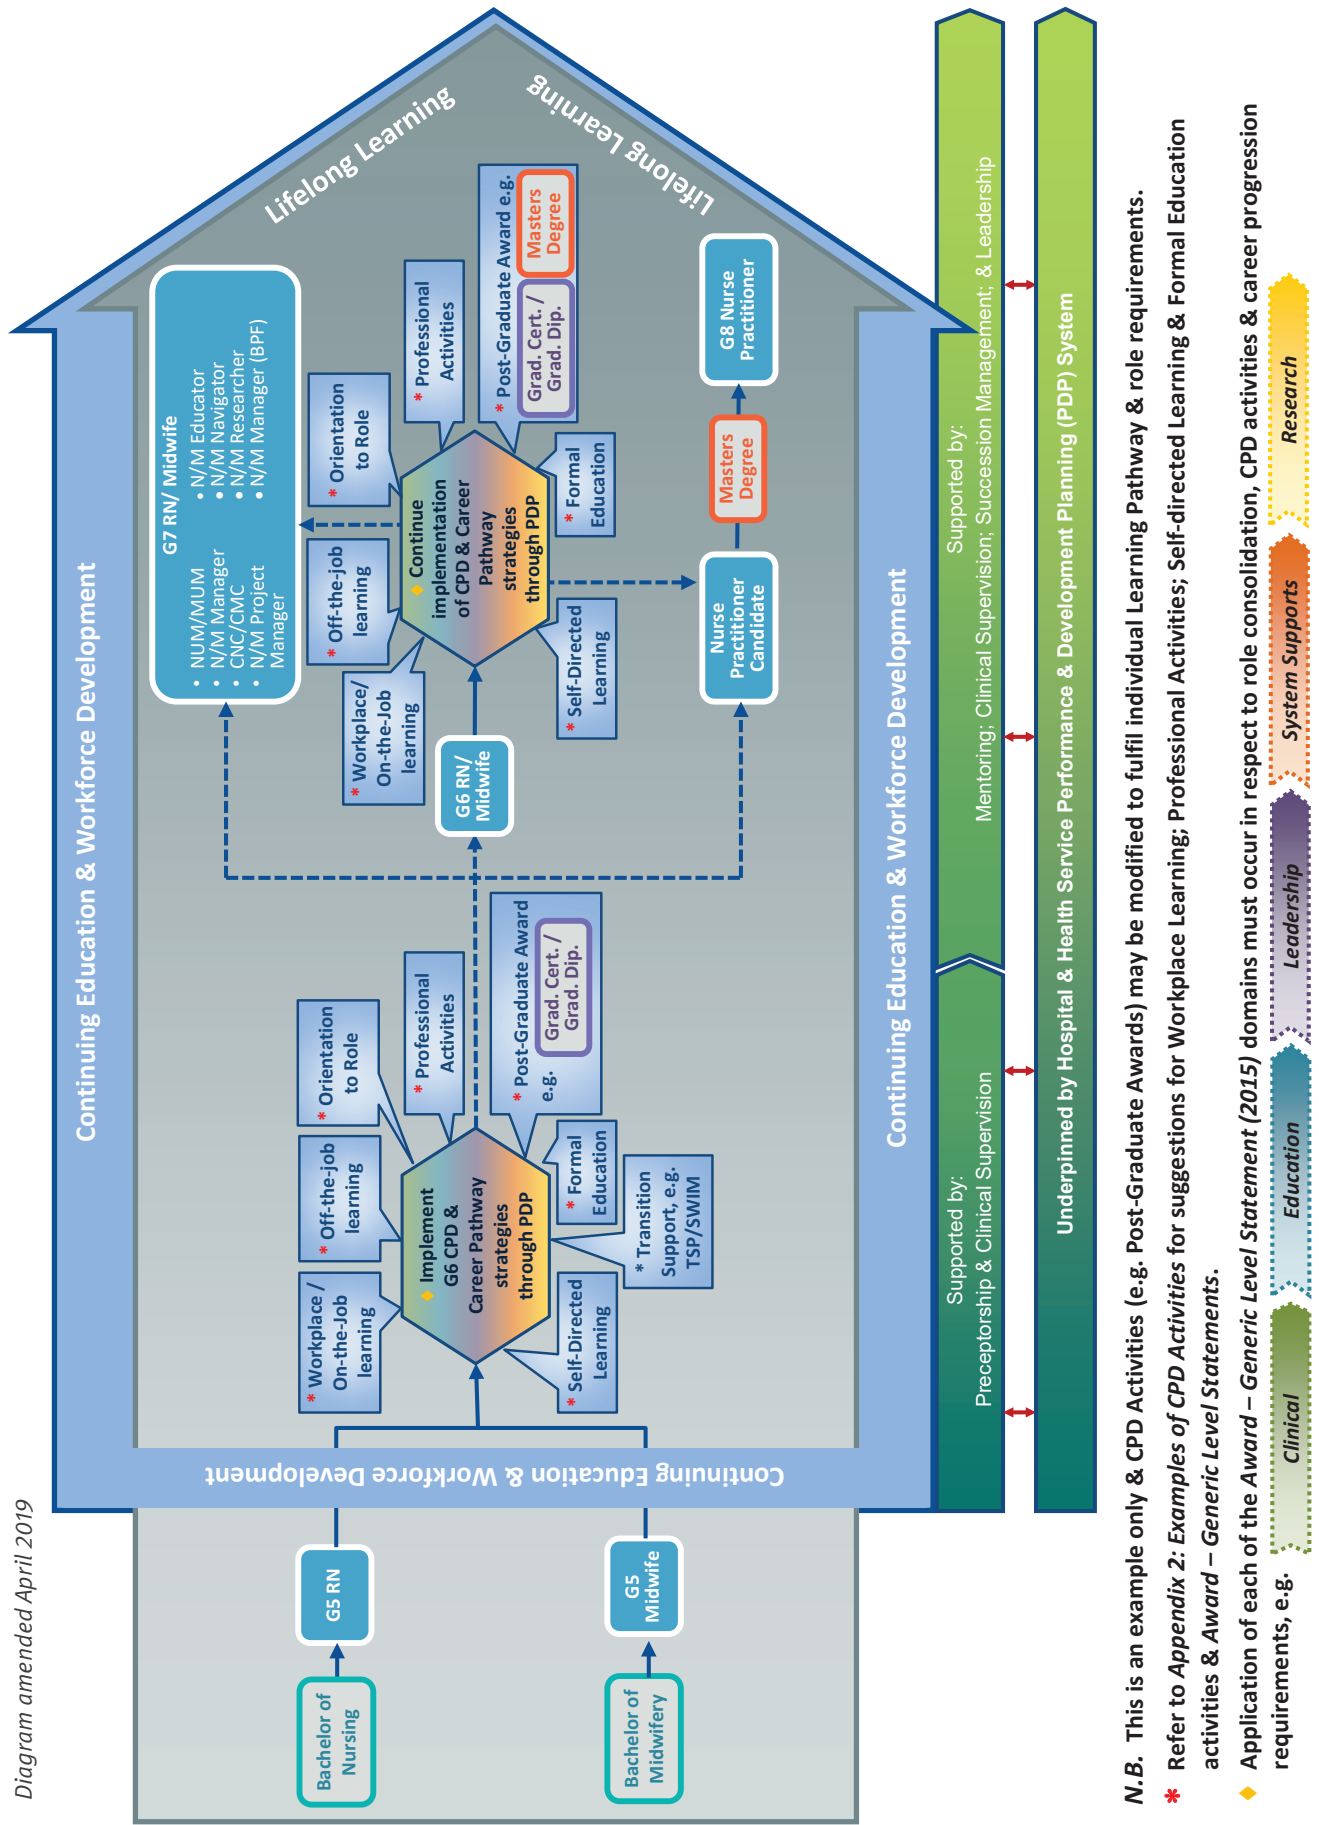 Diagram amended April 2019
Continuing Education & Workforce Development
Lifelong Learning
Lifelong Learning
Continuing Education & Workforce Development
Continuing Education & Workforce Development
Bachelor of
Nursing
G5 RN
Bachelor of
Midwifery
G5
Midwife
* Workplace /
On-the-Job
learning
* Off-the-job
learning
* Orientation
to Role
* Professional
Activities
* Post-Graduate Award
e.g.
Grad. Cert. /
Grad. Dip.
* Formal
Education
* Transition
Support, e.g.
TSP/SWIM
* Self-Directed
Learning
Implement
G6 CPD &
Career Pathway
strategies
through PDP
G6 RN/
Midwife
* Workplace/
On-the-Job
learning
* Off-the-job
learning
* Orientation
to Role
* Professional
Activities
* Post-Graduate Award e.g.
Grad. Cert. /
Grad. Dip.
Masters
Degree
* Formal
Education
* Self-Directed
Learning
Continue
implementation
of CPD & Career
Pathway
strategies
through PDP
G7 RN/ Midwife
• NUM/MUM
• N/M Manager
• CNC/CMC
• N/M Project
Manager
• N/M Educator
• N/M Navigator
• N/M Researcher
• N/M Manager (BPF)
Nurse
Practitioner
Candidate
Masters
Degree
G8 Nurse
Practitioner
Supported by:
Preceptorship & Clinical Supervision
Supported by:
Mentoring; Clinical Supervision; Succession Management; & Leadership
Underpinned by Hospital & Health Service Performance & Development Planning (PDP) System
N.B. This is an example only & CPD Activities (e.g. Post-Graduate Awards) may be modified to fulfil individual Learning Pathway & role requirements.
* Refer to Appendix 2: Examples of CPD Activities for suggestions for Workplace Learning; Professional Activities; Self-directed Learning & Formal Education
activities & Award – Generic Level Statements.
◆ Application of each of the Award – Generic Level Statement (2015) domains must occur in respect to role consolidation, CPD activities & career progression
requirements, e.g.
Clinical
Education
Leadership
System Supports
Research